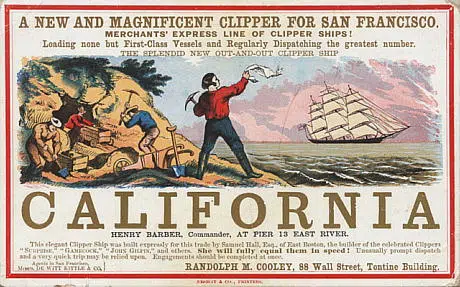 A NEW AND MAGNIFICENT CLIPPER FOR SAN FRANCISCO.
MERCHANTS' EXPRESS LINE OF CLIPPER SHIPS!
Loading none but First-Class Vessels and Regularly Dispatching the greatest number.
THE SPLENDID NEW OUT-AND-OUT CLIPPER SHIP
CALIFORNIA
HENRY BARBER, Commander, AT PIER 13 EAST RIVER.
This elegant Clipper Ship was built expressly for this trade by Samuel Hall, Esq., of East Boston, the builder of the celebrated Clippers
"SURPRISE," "GAMECOCK," "JOHN GILPIN," and others. She will fully equal them in speed! Unusually prompt dispatch
and a very quick trip may be relied upon. Engagements should be completed at once.
Agents in San Francisco,
Messrs. DE WITT KITTLE & CO.
RANDOLPH M. COOLEY, 88 Wall Street, Tontine Building.
NESBITT & CO., PRINTERS.